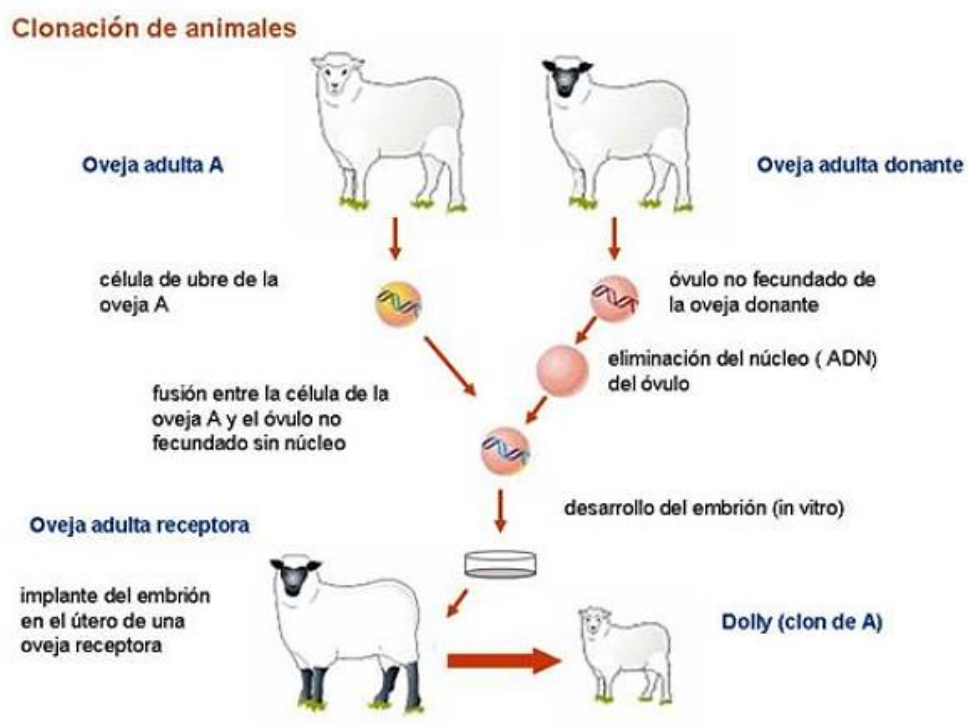 Clonación de animales
Oveja adulta A
Oveja adulta donante
célula de ubre de la
oveja A
óvulo no fecundado de
la oveja donante
eliminación del núcleo ( ADN)
del óvulo
fusión entre la célula de la
oveja A y el óvulo no
fecundado sin núcleo
desarrollo del embrión (in vitro)
Oveja adulta receptora
implante del embrión
en el útero de una
oveja receptora
Dolly (clon de A)